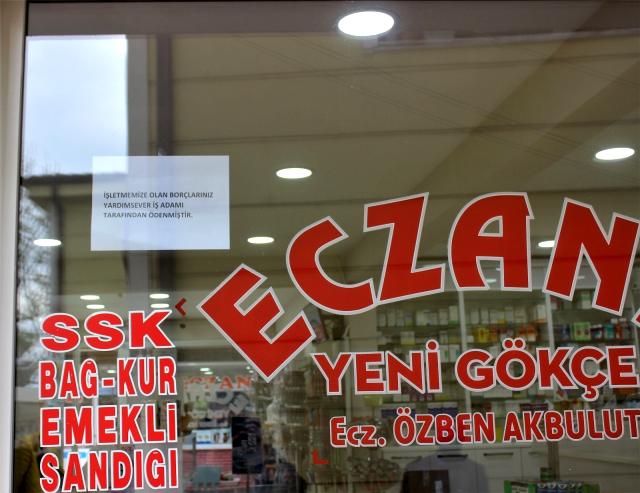 İŞLETMEMİZE OLAN BORÇLARINIZ
YARDIMSEVER İŞ ADAMI
TARAFINDAN ÖDENMİŞTİR.
ECZAN
YENİ GÖKÇE
Ecz. ÖZBEN AKBULUT
SSK
BAG-KUR
EMEKLİ
SANDIGI
ECZAN